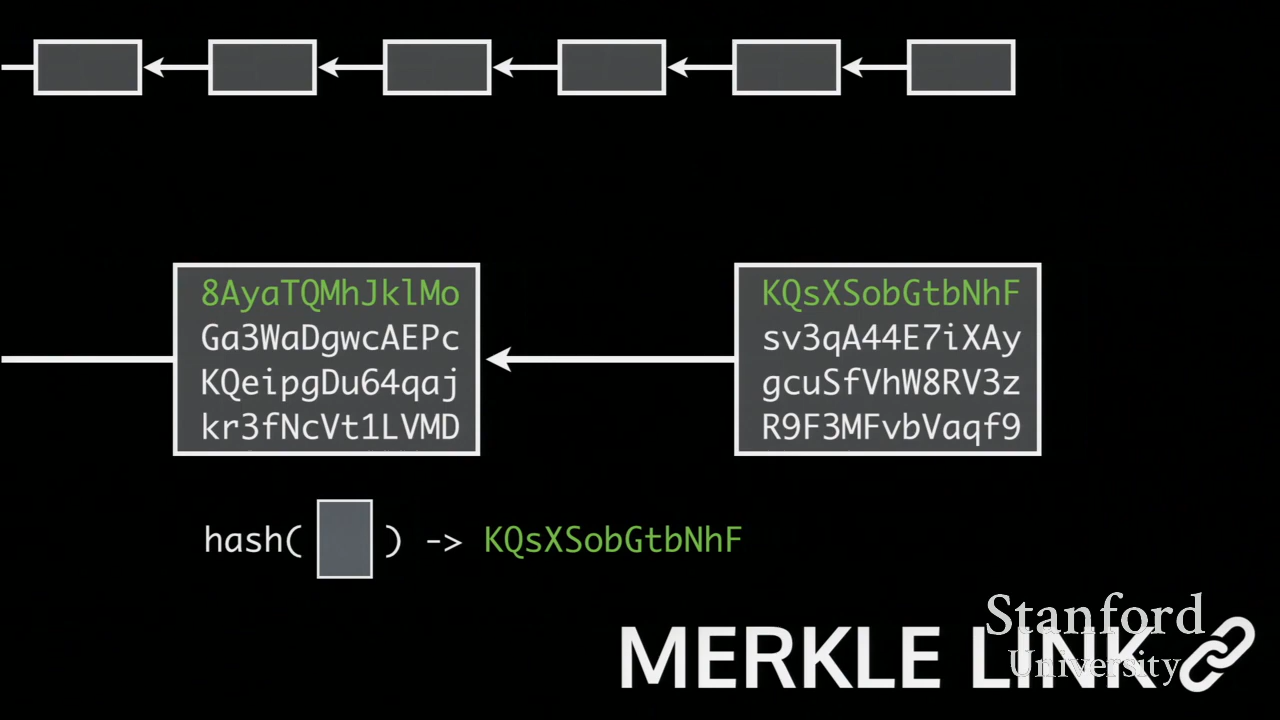 8AyaTQMhJklMo
Ga3WaDgwcAEPc
KQeipgDu64qaj
kr3fNcVt1LVMD
KQsXSobGtbNhF
sv3qA44E7iXAy
gcuSfVhW8RV3z
R9F3MFvbVaqf9
hash( ) -> KQsXSobGtbNhF
MERKLE LINK
Stanford
University